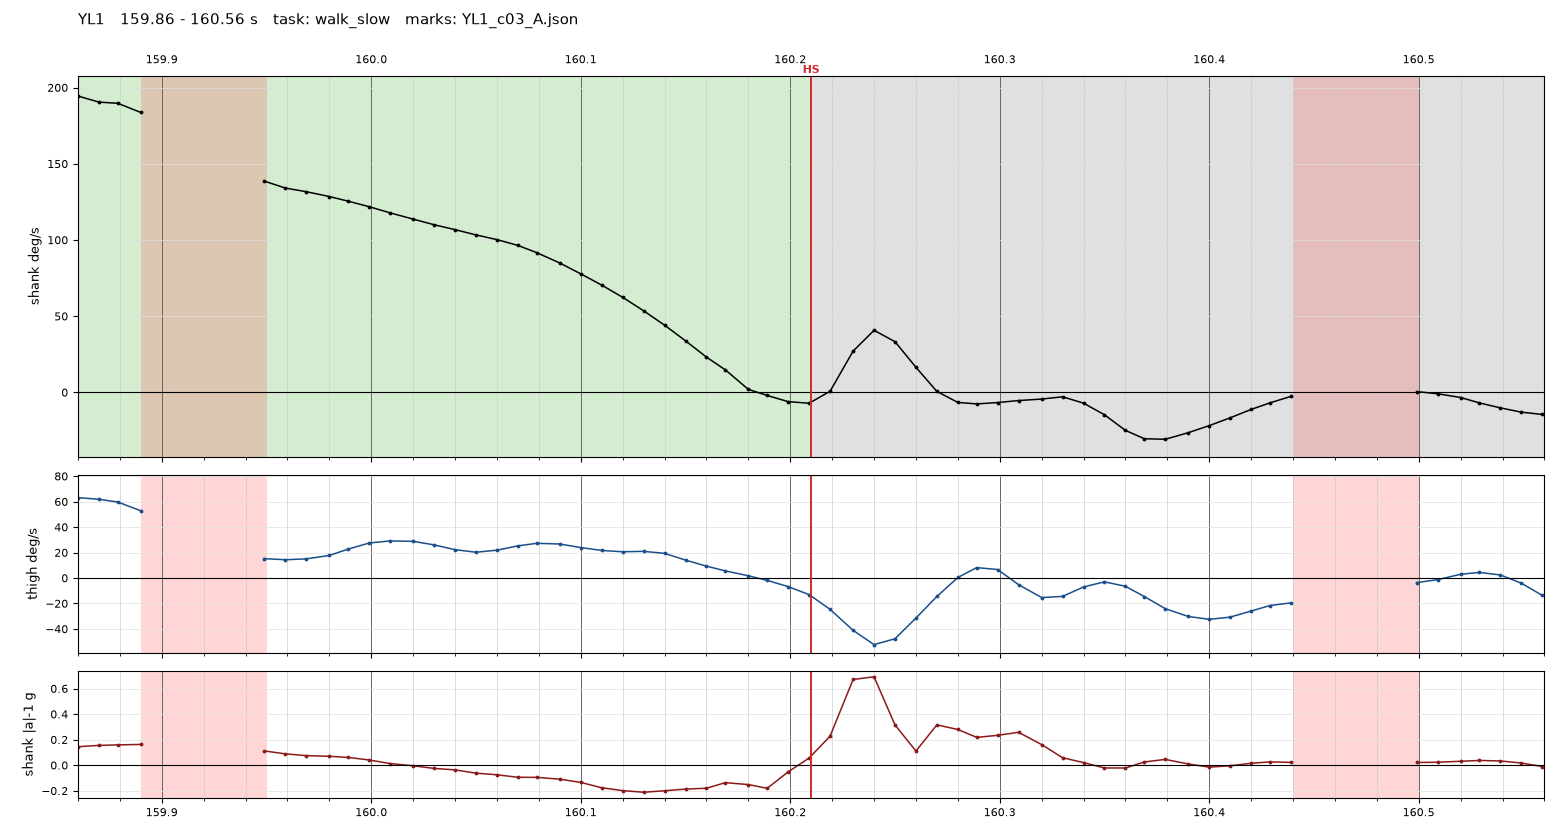 YL1   159.86 - 160.56 s   task: walk_slow   marks: YL1_c03_A.json
159.9 160.0 160.1 160.2 160.3 160.4 160.5
HS
200
150
100
50
0
shank deg/s
80
60
40
20
0
−20
−40
thigh deg/s
0.6
0.4
0.2
0.0
−0.2
shank |a|-1 g
159.9 160.0 160.1 160.2 160.3 160.4 160.5